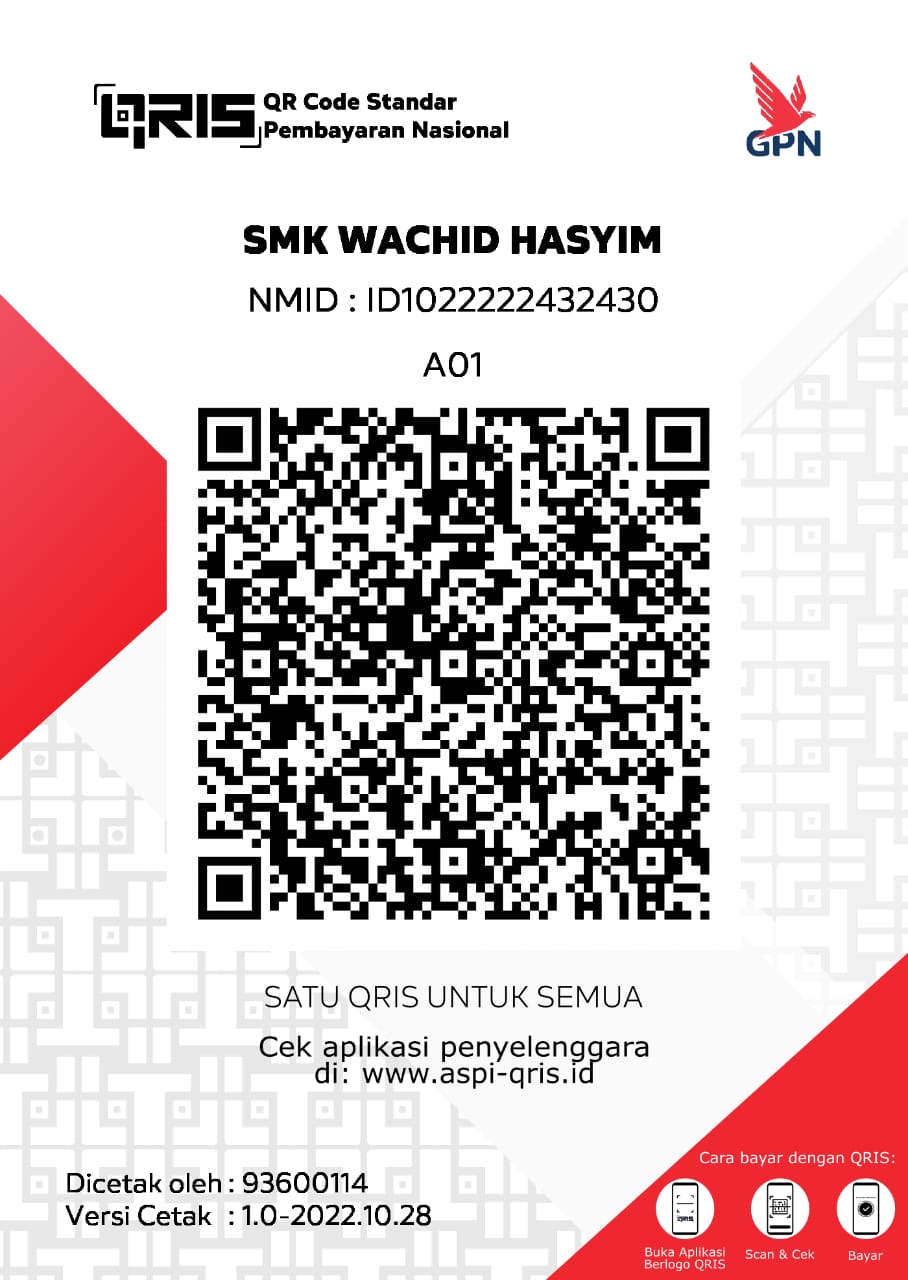 QRIS QR Code Standar
Pembayaran Nasional
GPN
SMK WACHID HASYIM
NMID : ID1022222432430
A01
SATU QRIS UNTUK SEMUA
Cek aplikasi penyelenggara
di: www.aspi-qris.id
Dicetak oleh : 93600114
Versi Cetak : 1.0-2022.10.28
Cara bayar dengan QRIS:
Buka Aplikasi
Berlogo QRIS
Scan & Cek
Bayar